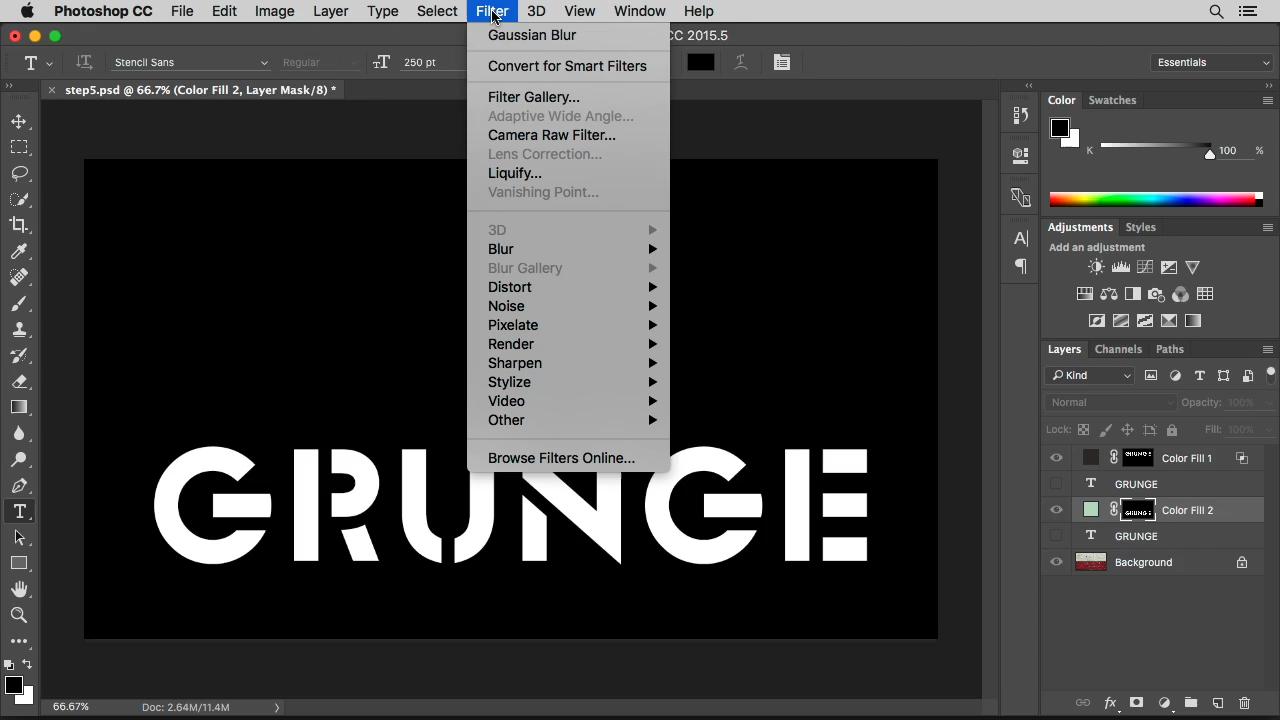 Photoshop CC File Edit Image Layer Type Select Filter 3D View Window Help
CC 2015.5
T Stencil Sans Regular 250 pt Essentials
step5.psd @ 66.7% (Color Fill 2, Layer Mask/8) *
Gaussian Blur
Convert for Smart Filters
Filter Gallery...
Adaptive Wide Angle...
Camera Raw Filter...
Lens Correction...
Liquify...
Vanishing Point...
3D
Blur
Blur Gallery
Distort
Noise
Pixelate
Render
Sharpen
Stylize
Video
Other
Browse Filters Online...
GRUNGE
Color Swatches
K 100 %
Adjustments Styles
Add an adjustment
Layers Channels Paths
Kind
Normal Opacity: 100%
Lock: Fill: 100%
GRUNGE Color Fill 1
T GRUNGE
GRUNGE Color Fill 2
T GRUNGE
Background
66.67% Doc: 2.64M/11.4M